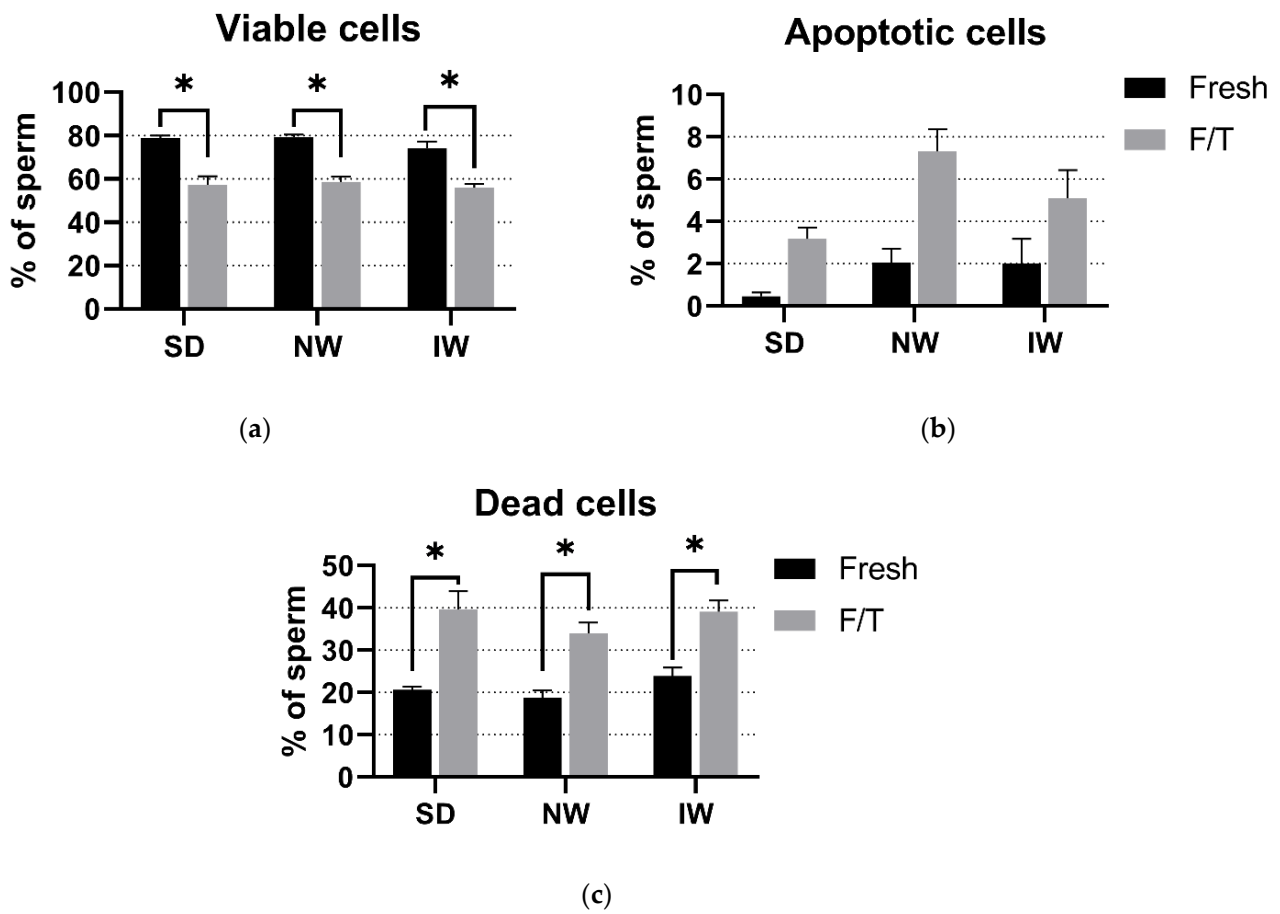 Viable cells
% of sperm
100
80
60
40
20
0
* * *
SD NW IW
(a)
Apoptotic cells
% of sperm
10
8
6
4
2
0
SD NW IW
Fresh
F/T
(b)
Dead cells
% of sperm
50
40
30
20
10
0
* * *
SD NW IW
Fresh
F/T
(c)